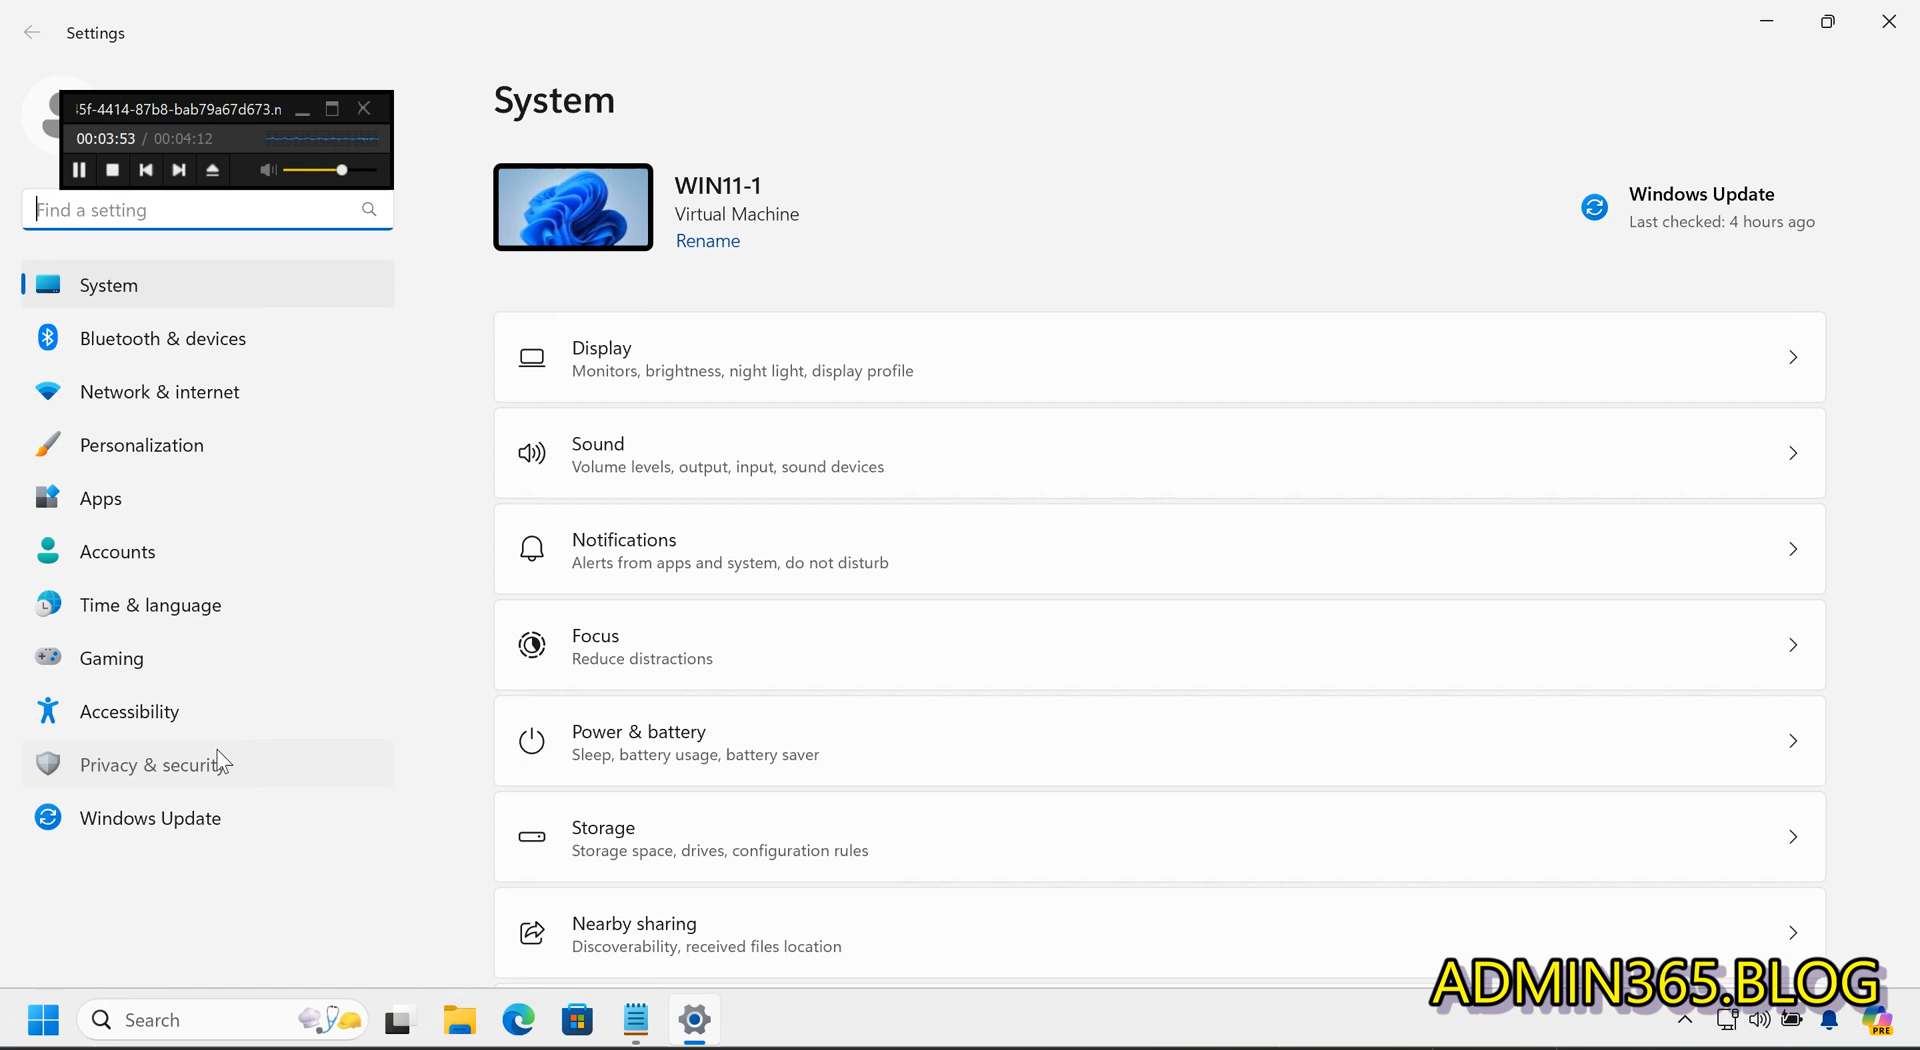 Settings
45f-4414-87b8-bab79a67d673.n
00:03:53 / 00:04:12
Find a setting
System
Bluetooth & devices
Network & internet
Personalization
Apps
Accounts
Time & language
Gaming
Accessibility
Privacy & security
Windows Update
System
WIN11-1
Virtual Machine
Rename
Windows Update
Last checked: 4 hours ago
Display
Monitors, brightness, night light, display profile
Sound
Volume levels, output, input, sound devices
Notifications
Alerts from apps and system, do not disturb
Focus
Reduce distractions
Power & battery
Sleep, battery usage, battery saver
Storage
Storage space, drives, configuration rules
Nearby sharing
Discoverability, received files location
ADMIN365.BLOG
Search
PRE